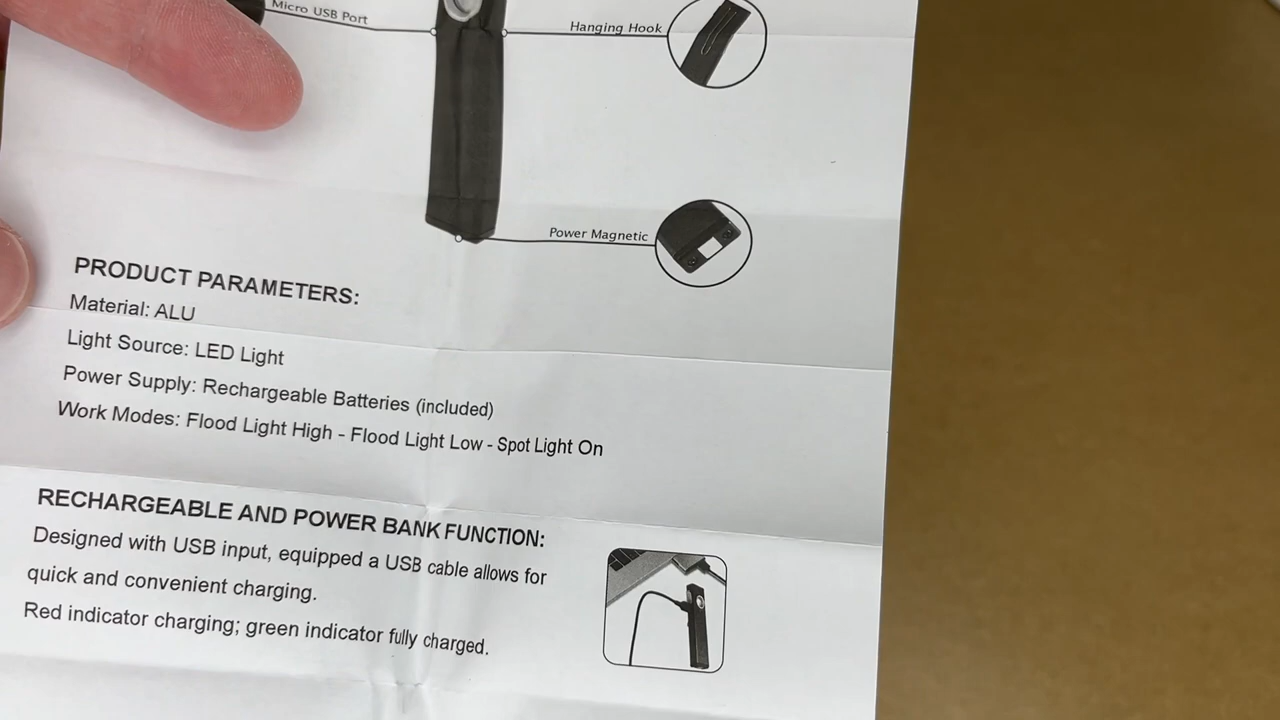 Micro USB Port
Hanging Hook
Power Magnetic
PRODUCT PARAMETERS:
Material: ALU
Light Source: LED Light
Power Supply: Rechargeable Batteries (included)
Work Modes: Flood Light High - Flood Light Low - Spot Light On
RECHARGEABLE AND POWER BANK FUNCTION:
Designed with USB input, equipped a USB cable allows for
quick and convenient charging.
Red indicator charging; green indicator fully charged.